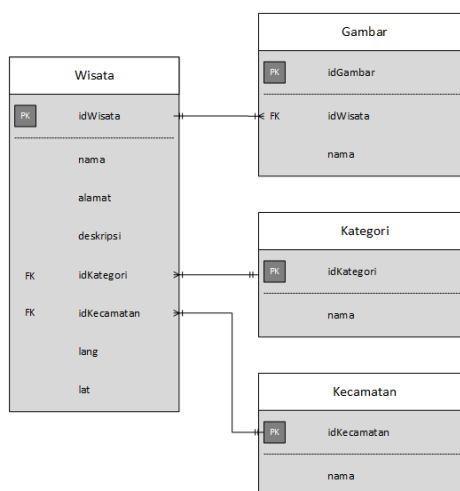 Wisata
PK idWisata
nama
alamat
deskripsi
FK idKategori
FK idKecamatan
lang
lat
Gambar
PK idGambar
FK idWisata
nama
Kategori
PK idKategori
nama
Kecamatan
PK idKecamatan
nama